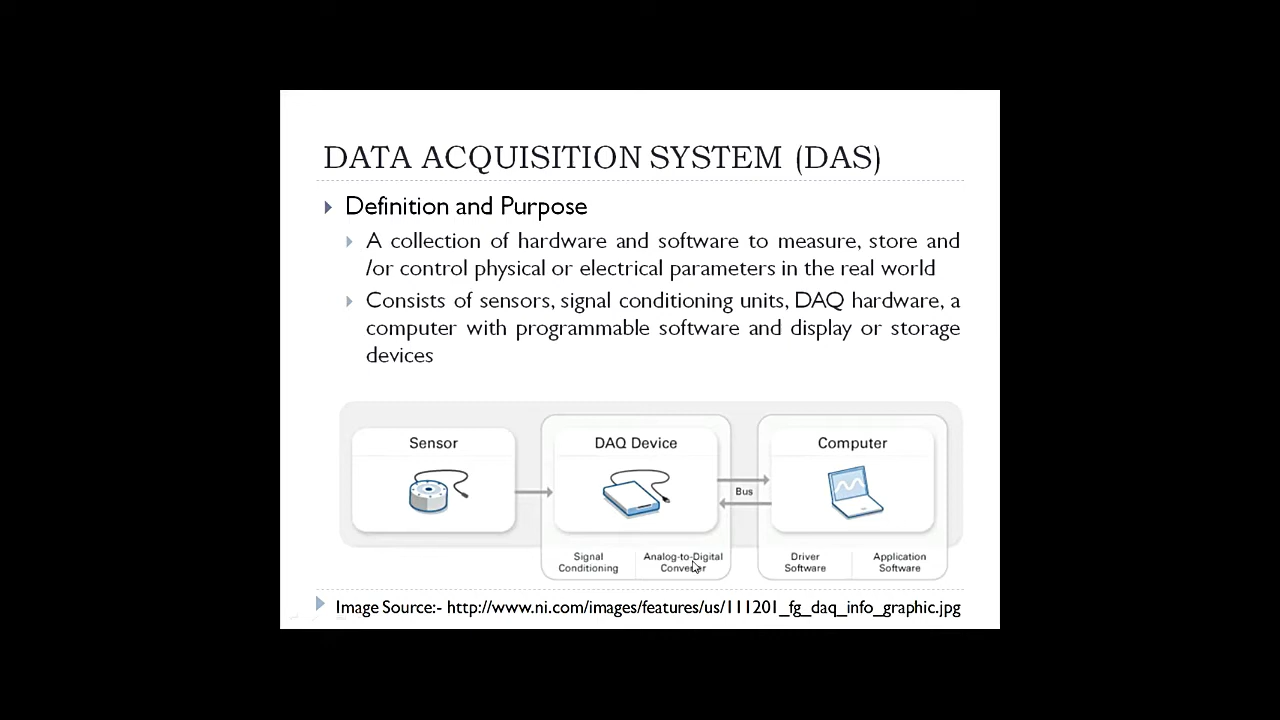 DATA ACQUISITION SYSTEM (DAS)
Definition and Purpose
A collection of hardware and software to measure, store and
/or control physical or electrical parameters in the real world
Consists of sensors, signal conditioning units, DAQ hardware, a
computer with programmable software and display or storage
devices
Sensor
DAQ Device
Bus
Computer
Signal
Conditioning
Analog-to-Digital
Converter
Driver
Software
Application
Software
Image Source:- http://www.ni.com/images/features/us/111201_fg_daq_info_graphic.jpg